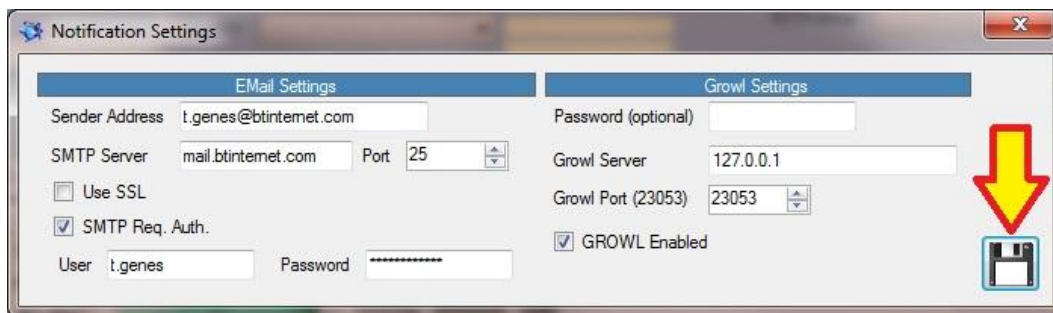 Notification Settings
EMail Settings
Sender Address t.genes@btinternet.com
SMTP Server mail.btinternet.com Port 25
Use SSL
SMTP Req. Auth.
User t.genes Password ************
Growl Settings
Password (optional)
Growl Server 127.0.0.1
Growl Port (23053) 23053
GROWL Enabled